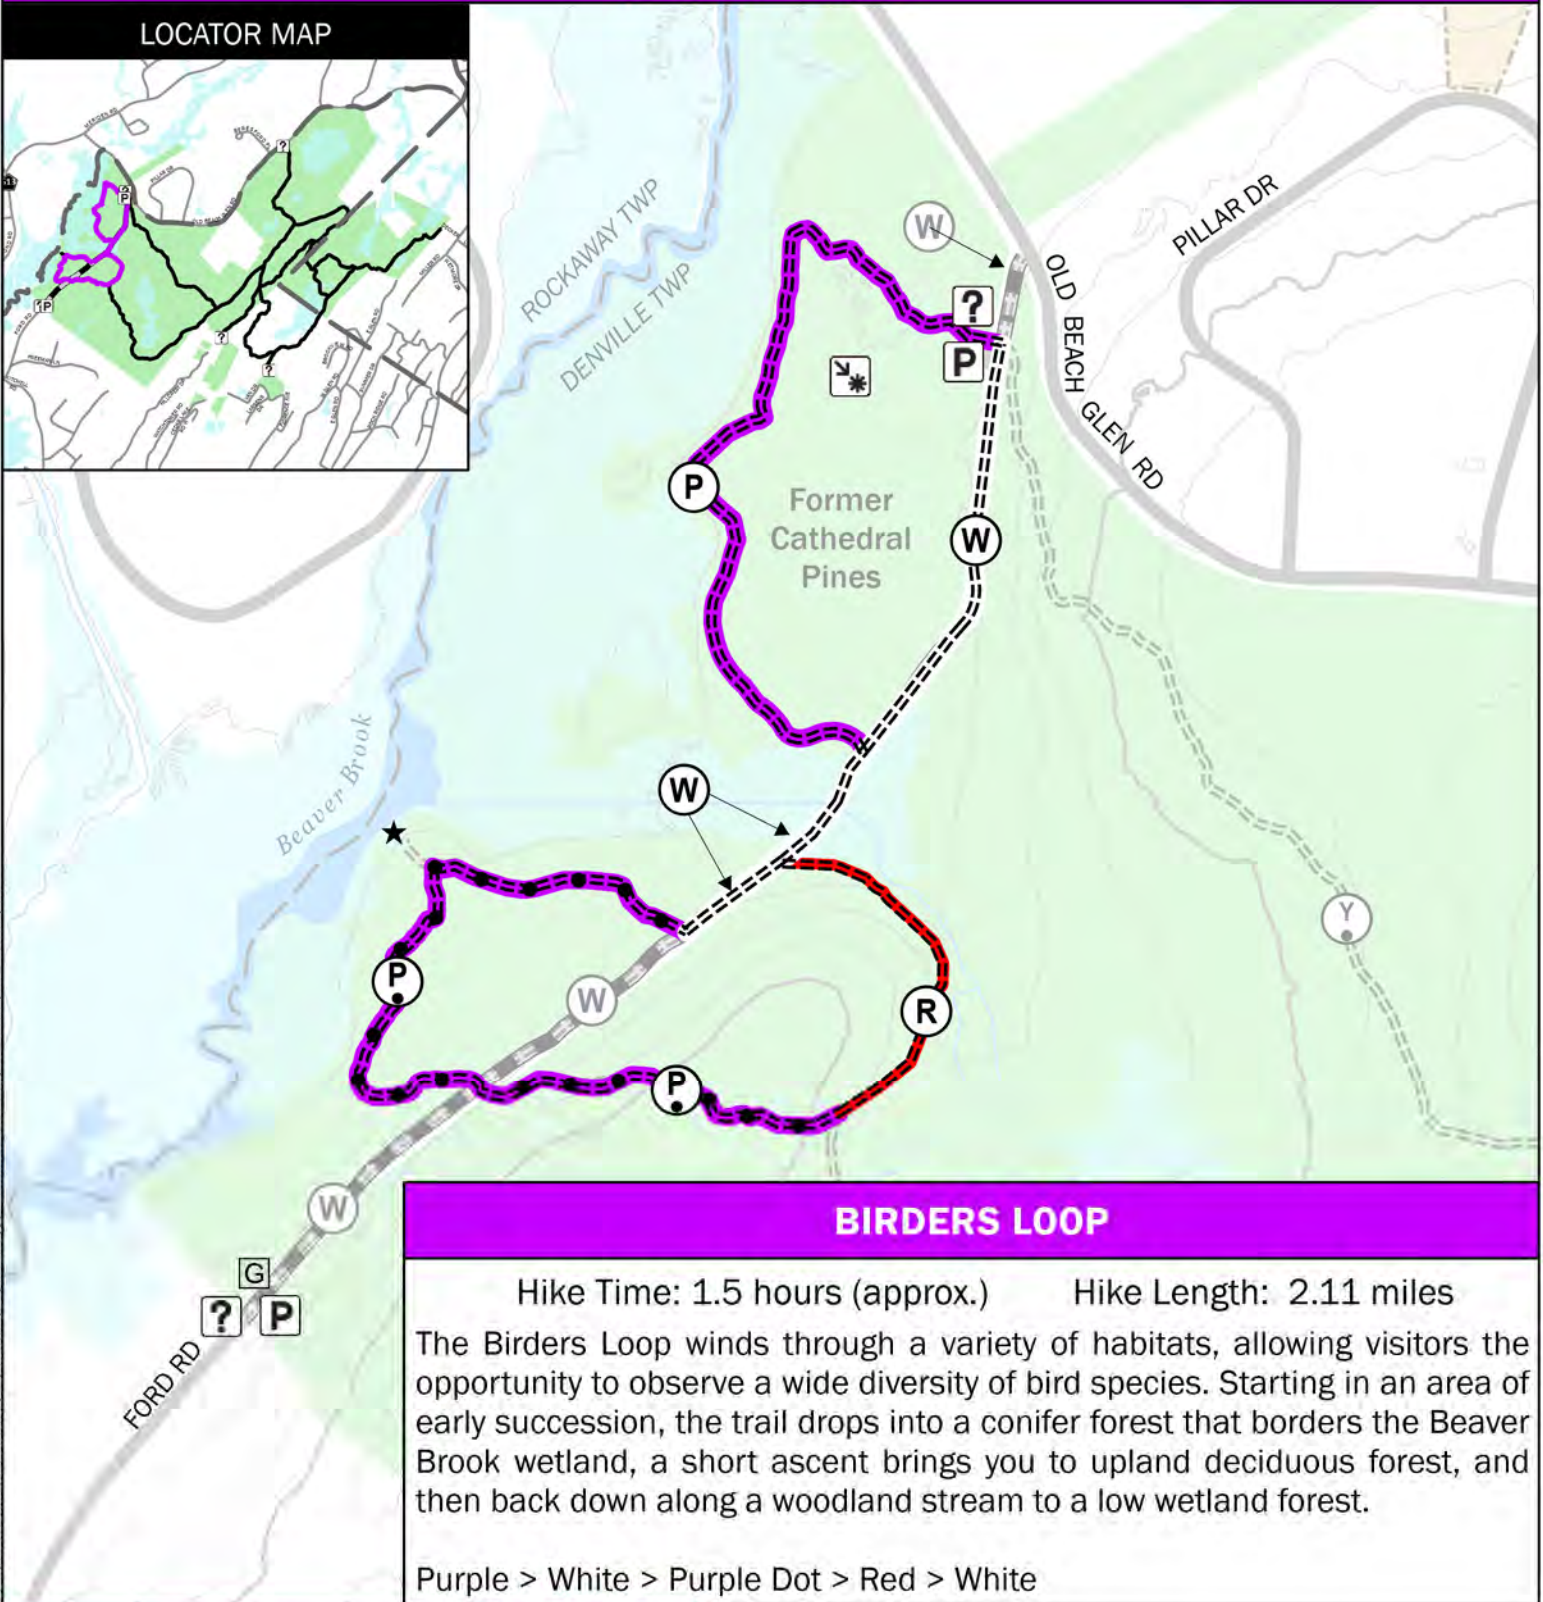 LOCATOR MAP
ROCKAWAY TWP
DENVILLE TWP
PILLAR DR
OLD BEACH GLEN RD
W
?
P
P
Former
Cathedral
Pines
W
Beaver Brook
W
Y
P
W
R
P
W
G
?
P
FORD RD
BIRDERS LOOP
Hike Time: 1.5 hours (approx.) Hike Length: 2.11 miles
The Birders Loop winds through a variety of habitats, allowing visitors the
opportunity to observe a wide diversity of bird species. Starting in an area of
early succession, the trail drops into a conifer forest that borders the Beaver
Brook wetland, a short ascent brings you to upland deciduous forest, and
then back down along a woodland stream to a low wetland forest.
Purple > White > Purple Dot > Red > White